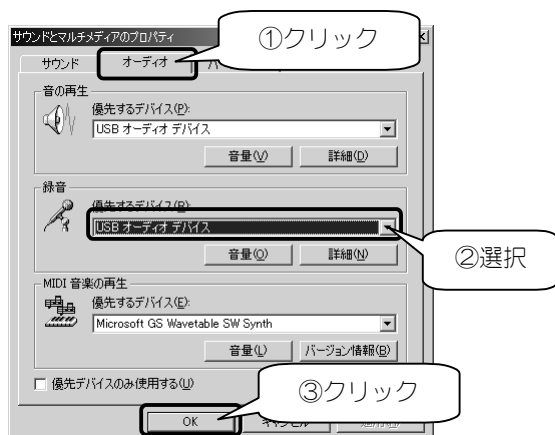 サウンドとマルチメディアのプロパティ
①クリック
サウンド
オーディオ
音の再生
優先するデバイス(P):
USB オーディオ デバイス
音量(V)
詳細(D)
録音
優先するデバイス(R):
USB オーディオ デバイス
②選択
音量(O)
詳細(N)
MIDI 音楽の再生
優先するデバイス(E):
Microsoft GS Wavetable SW Synth
音量(L)
バージョン情報(B)
優先デバイスのみ使用する(U)
③クリック
OK
キャンセル